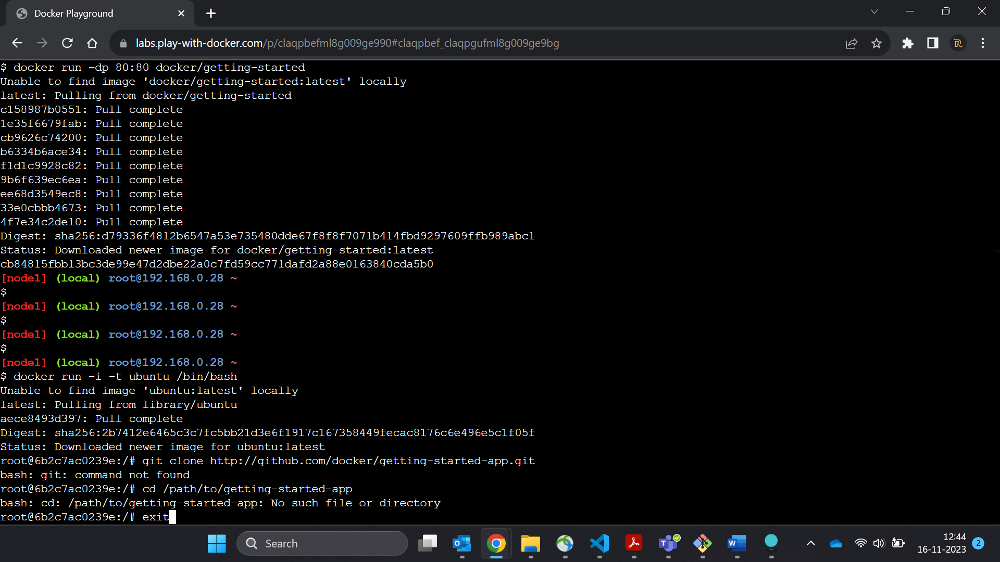 Docker Playground
labs.play-with-docker.com/p/claqpbefml8g009ge990#claqpbef_claqpgufml8g009ge9bg
$ docker run -dp 80:80 docker/getting-started
Unable to find image 'docker/getting-started:latest' locally
latest: Pulling from docker/getting-started
c158987b0551: Pull complete
1e35f6679fab: Pull complete
cb9626c74200: Pull complete
b6334b6ace34: Pull complete
f1d1c9928c82: Pull complete
9b6f639ec6ea: Pull complete
ee68d3549ec8: Pull complete
33e0cbbb4673: Pull complete
4f7e34c2de10: Pull complete
Digest: sha256:d79336f4812b6547a53e735480dde67f8f8f7071b414fbd9297609ffb989abc1
Status: Downloaded newer image for docker/getting-started:latest
cb84815fbb13bc3de99e47d2dbe22a0c7fd59cc771dafd2a88e0163840cda5b0
[node1] (local) root@192.168.0.28 ~
$
[node1] (local) root@192.168.0.28 ~
$
[node1] (local) root@192.168.0.28 ~
$
[node1] (local) root@192.168.0.28 ~
$ docker run -i -t ubuntu /bin/bash
Unable to find image 'ubuntu:latest' locally
latest: Pulling from library/ubuntu
aece8493d397: Pull complete
Digest: sha256:2b7412e6465c3c7fc5bb21d3e6f1917c167358449fecac8176c6e496e5c1f05f
Status: Downloaded newer image for ubuntu:latest
root@6b2c7ac0239e:/# git clone http://github.com/docker/getting-started-app.git
bash: git: command not found
root@6b2c7ac0239e:/# cd /path/to/getting-started-app
bash: cd: /path/to/getting-started-app: No such file or directory
root@6b2c7ac0239e:/# exit
Search
12:44
16-11-2023
2